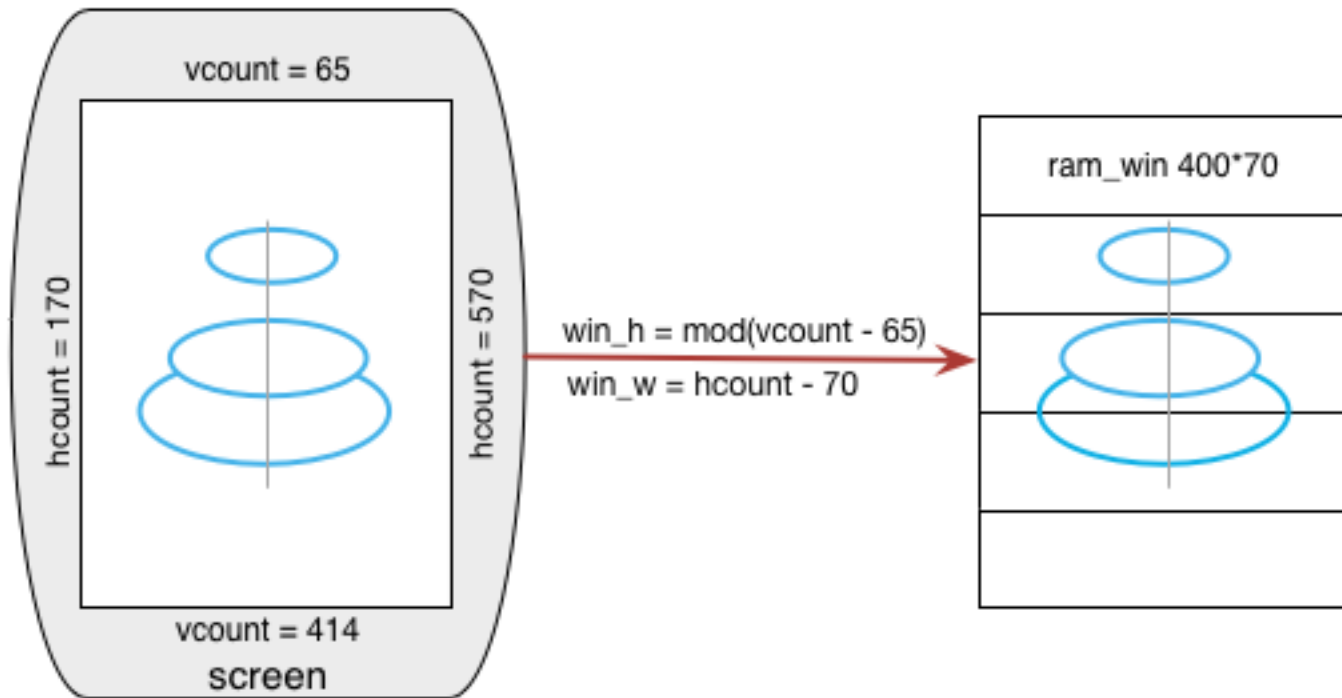 vcount = 65
hcount = 170
hcount = 570
vcount = 414
screen
win_h = mod(vcount - 65)
win_w = hcount - 70
ram_win 400*70